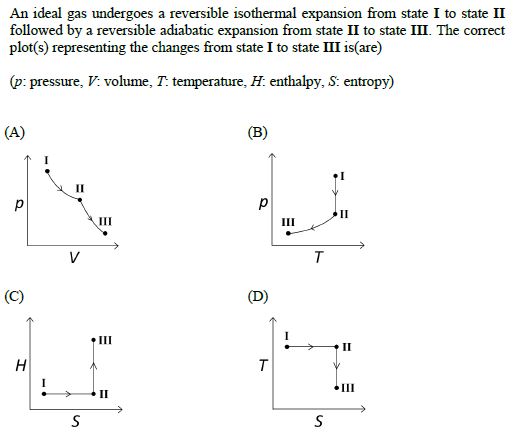 An ideal gas undergoes a reversible isothermal expansion from state I to state II
followed by a reversible adiabatic expansion from state II to state III. The correct
plot(s) representing the changes from state I to state III is(are)
(p: pressure, V: volume, T: temperature, H: enthalpy, S: entropy)
(A)
I
II
III
p
V
(B)
I
II
III
p
T
(C)
III
I
II
H
S
(D)
I
II
III
T
S